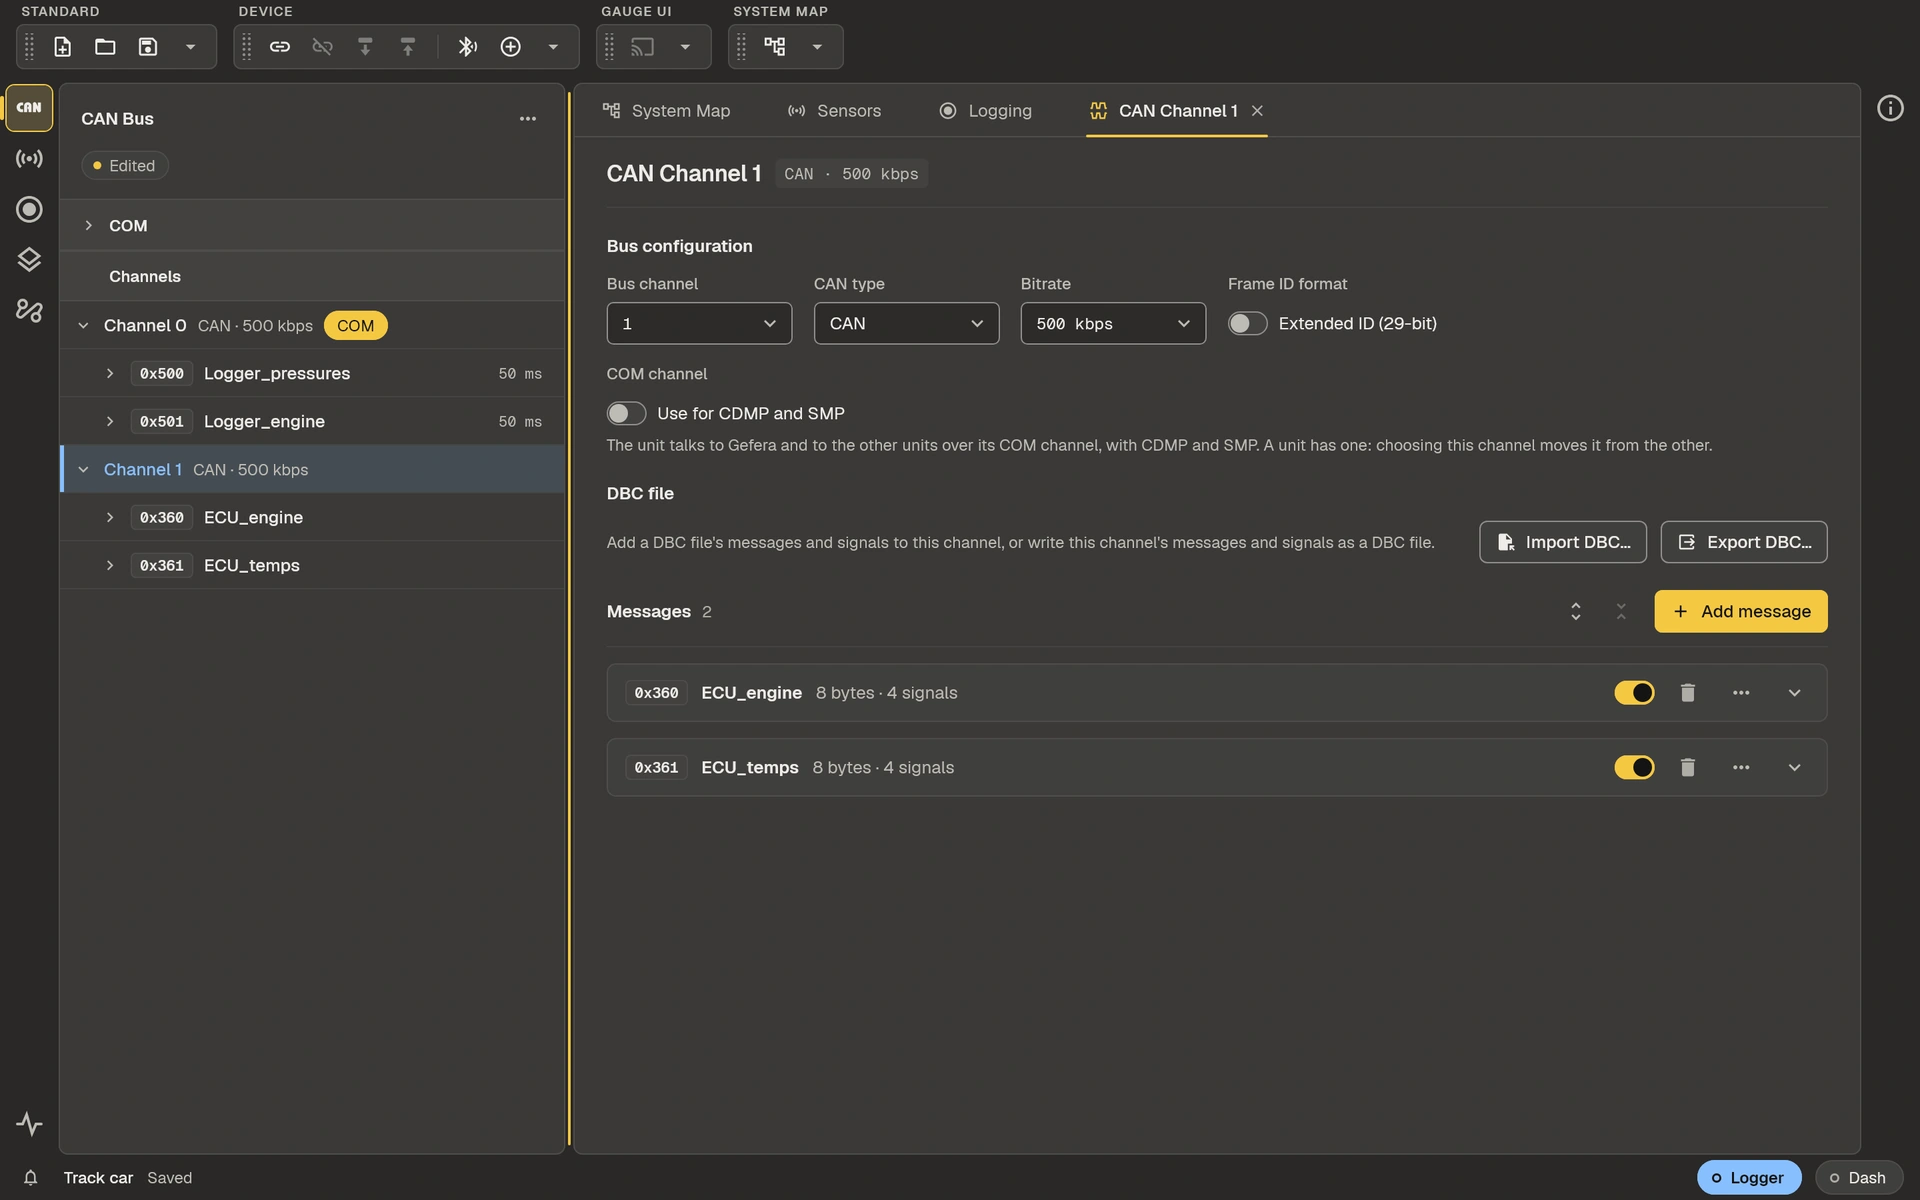 STANDARD
DEVICE
GAUGE UI
SYSTEM MAP
CAN
CAN Bus
Edited
COM
Channels
Channel 0 CAN · 500 kbps COM
0x500 Logger_pressures 50 ms
0x501 Logger_engine 50 ms
Channel 1 CAN · 500 kbps
0x360 ECU_engine
0x361 ECU_temps
System Map
Sensors
Logging
CAN Channel 1
CAN Channel 1 CAN · 500 kbps
Bus configuration
Bus channel
CAN type
Bitrate
Frame ID format
1
CAN
500 kbps
Extended ID (29-bit)
COM channel
Use for CDMP and SMP
The unit talks to Gefera and to the other units over its COM channel, with CDMP and SMP. A unit has one: choosing this channel moves it from the other.
DBC file
Add a DBC file's messages and signals to this channel, or write this channel's messages and signals as a DBC file.
Import DBC...
Export DBC...
Messages 2
Add message
0x360 ECU_engine 8 bytes · 4 signals
0x361 ECU_temps 8 bytes · 4 signals
Track car Saved
Logger
Dash